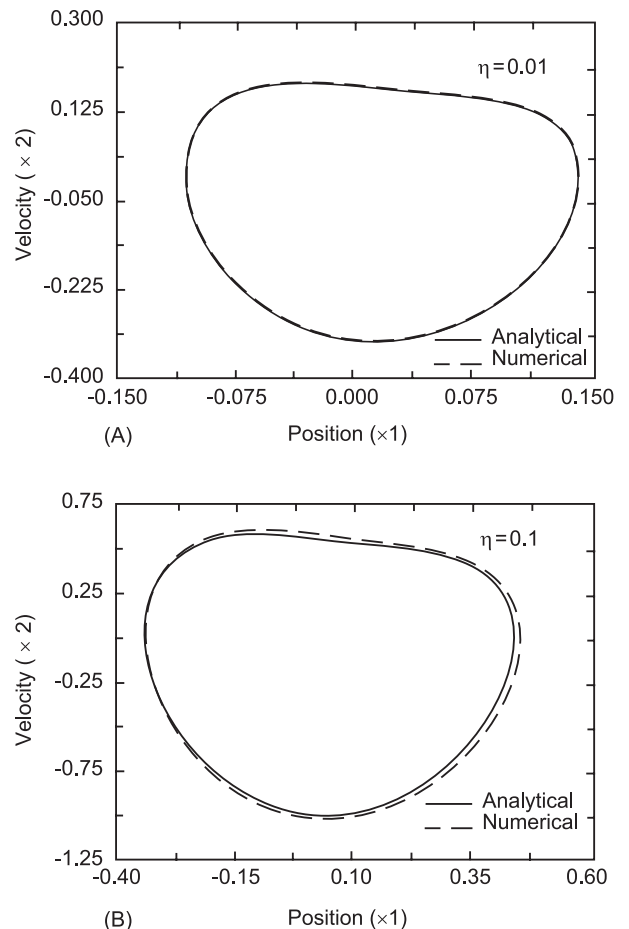 0.300
η=0.01
0.125
-0.050
-0.225
-0.400
Velocity ( × 2)
Analytical
Numerical
-0.150 -0.075 0.000 0.075 0.150
(A) Position (×1)
0.75
η=0.1
0.25
-0.25
-0.75
-1.25
Velocity ( × 2)
Analytical
Numerical
-0.40 -0.15 0.10 0.35 0.60
(B) Position (×1)